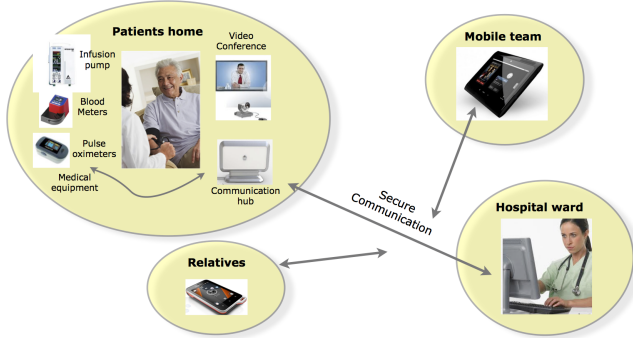 Patients home
Infusion
pump
Blood
Meters
Pulse
oximeters
Medical
equipment
Video
Conference
Communication
hub
Mobile team
Secure
Communication
Hospital ward
Relatives